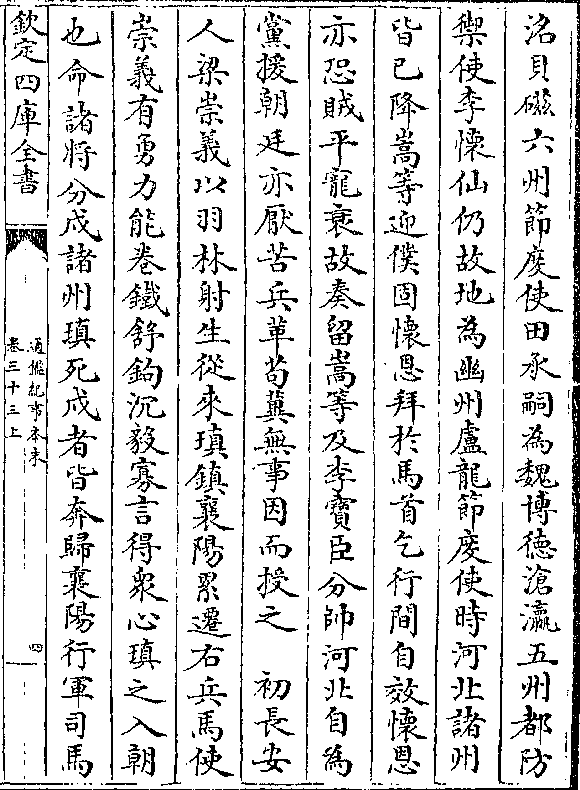 洺貝磁六州節度使田承嗣為魏博德滄瀛五州都防
禦使李懷仙仍故地為幽州盧龍節度使時河北諸州
皆已降嵩等迎僕固懷恩拜於馬首乞行間自效懷恩
亦恐賊平寵衰故奏留嵩等及李寶臣分帥河北自為
黨援朝廷亦厭苦兵革苟冀無事因而授之 初長安
人梁崇義以羽林射生從來瑱鎮襄陽累遷右兵馬使
崇義有勇力能卷鐵舒鉤沉毅寡言得衆心瑱之入朝
也命諸將分戍諸州瑱死戍者皆奔歸襄陽行軍司馬
欽定四庫全書
通鑑紀事本末
卷三十三上
四